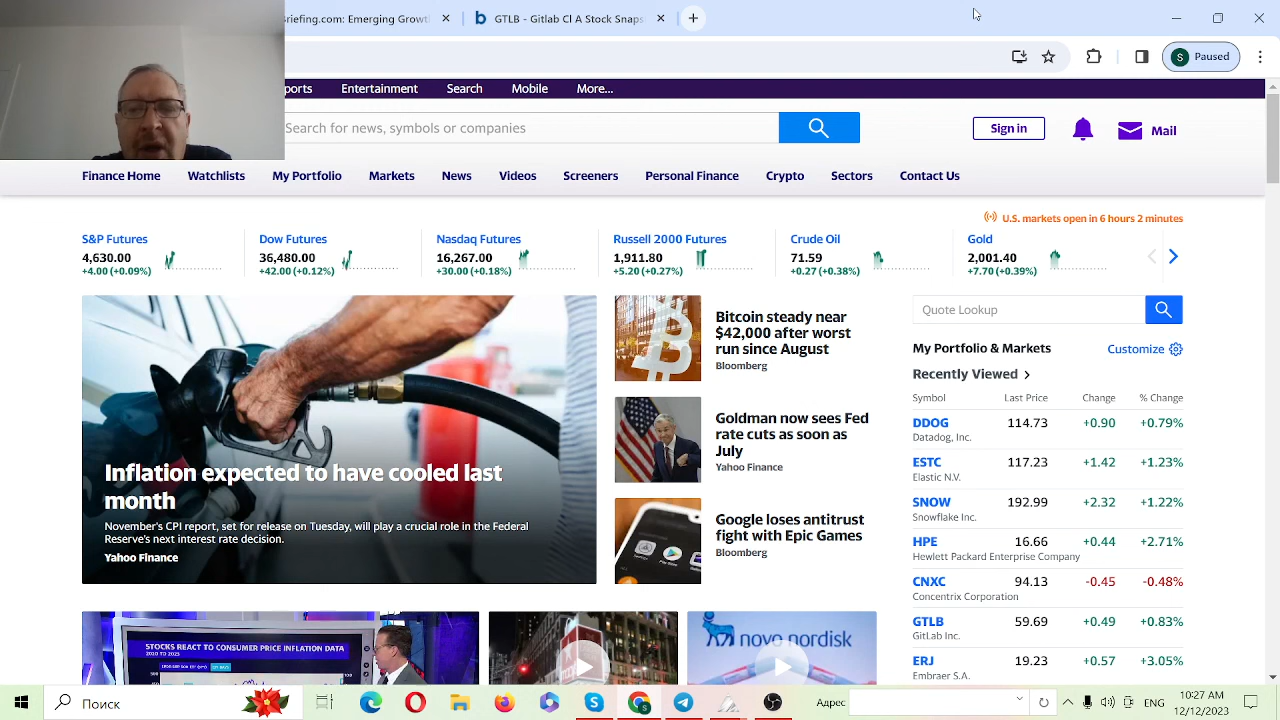 riefing.com Emerging Growth
GTLB - Gitlab Cl A Stock Snaps
S
Paused
ports
Entertainment
Search
Mobile
More...
Search for news, symbols or companies
Sign in
Mail
Finance Home
Watchlists
My Portfolio
Markets
News
Videos
Screeners
Personal Finance
Crypto
Sectors
Contact Us
U.S. markets open in 6 hours 2 minutes
S&P Futures
4,630.00
+4.00 (+0.09%)
Dow Futures
36,480.00
+42.00 (+0.12%)
Nasdaq Futures
16,267.00
+30.00 (+0.18%)
Russell 2000 Futures
1,911.80
+5.20 (+0.27%)
Crude Oil
71.59
+0.27 (+0.38%)
Gold
2,001.40
+7.70 (+0.39%)
Inflation expected to have cooled last
month
November's CPI report, set for release on Tuesday, will play a crucial role in the Federal
Reserve's next interest rate decision.
Yahoo Finance
Bitcoin steady near
$42,000 after worst
run since August
Bloomberg
Goldman now sees Fed
rate cuts as soon as
July
Yahoo Finance
Google loses antitrust
fight with Epic Games
Bloomberg
Quote Lookup
My Portfolio & Markets
Customize
Recently Viewed
Symbol Last Price Change % Change
DDOG 114.73 +0.90 +0.79%
Datadog, Inc.
ESTC 117.23 +1.42 +1.23%
Elastic N.V.
SNOW 192.99 +2.32 +1.22%
Snowflake Inc.
HPE 16.66 +0.44 +2.71%
Hewlett Packard Enterprise Company
CNXC 94.13 -0.45 -0.48%
Concentrix Corporation
GTLB 59.69 +0.49 +0.83%
GitLab Inc.
ERJ 19.23 +0.57 +3.05%
Embraer S.A.
STOCKS REACT TO CONSUMER PRICE INFLATION DATA
2010 TO 2023
novo nordisk
Поиск
Адрес
ENG
10:27 AM
12/12/2023